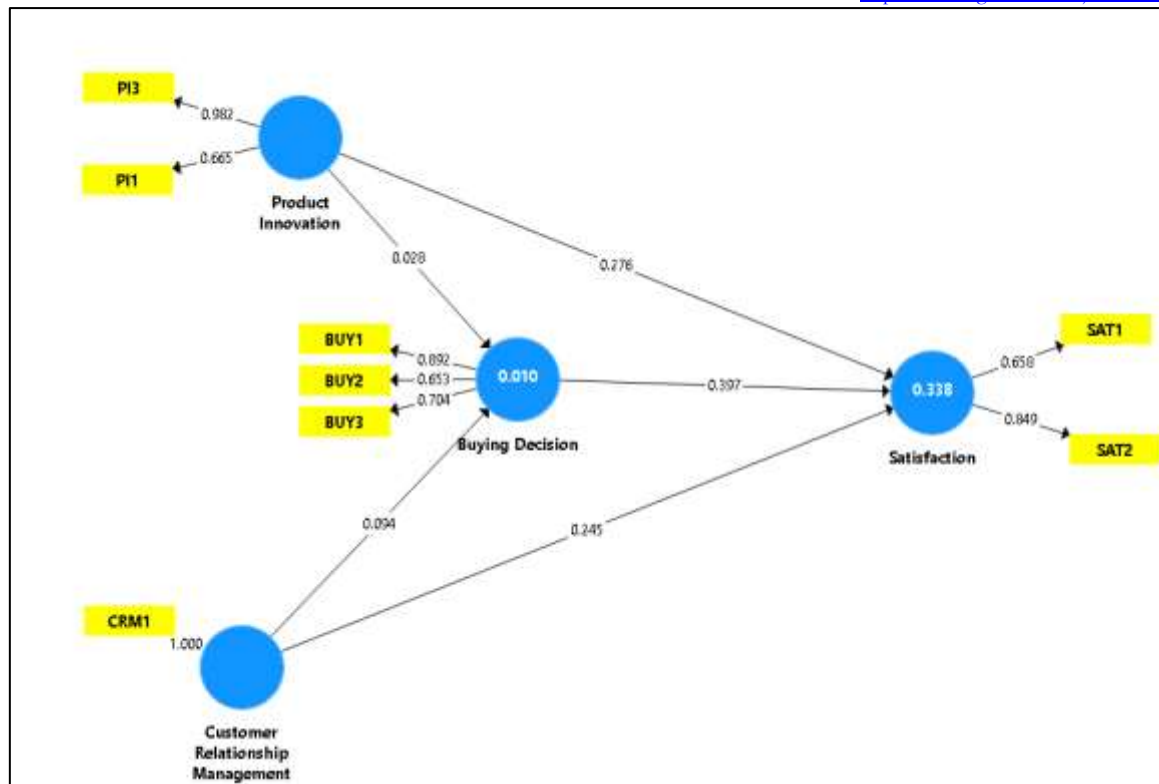 PI3
0.982
0.665
PI1
Product
Innovation
0.028
0.276
BUY1
0.892
BUY2
0.653
BUY3
0.704
0.010
Buying Decision
0.397
0.338
Satisfaction
SAT1
0.658
0.849
SAT2
0.094
0.245
CRM1
1.000
Customer
Relationship
Management